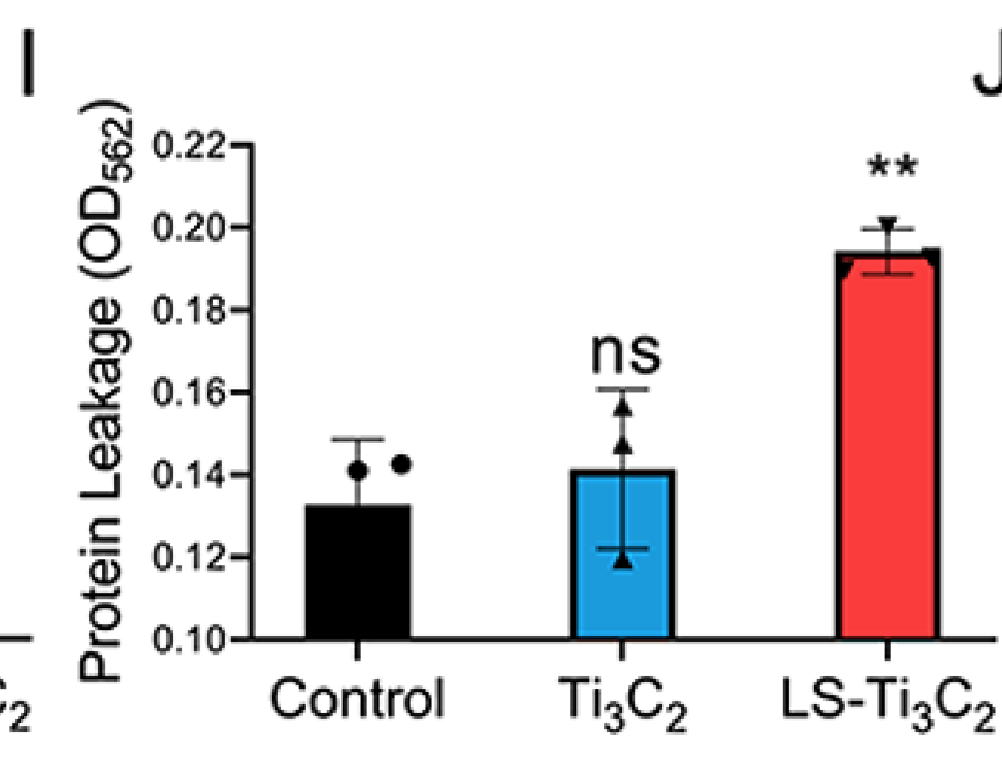 I
J
Protein Leakage (OD₅₆₂)
0.22
0.20
0.18
0.16
0.14
0.12
0.10
**
ns
Control Ti₃C₂ LS-Ti₃C₂